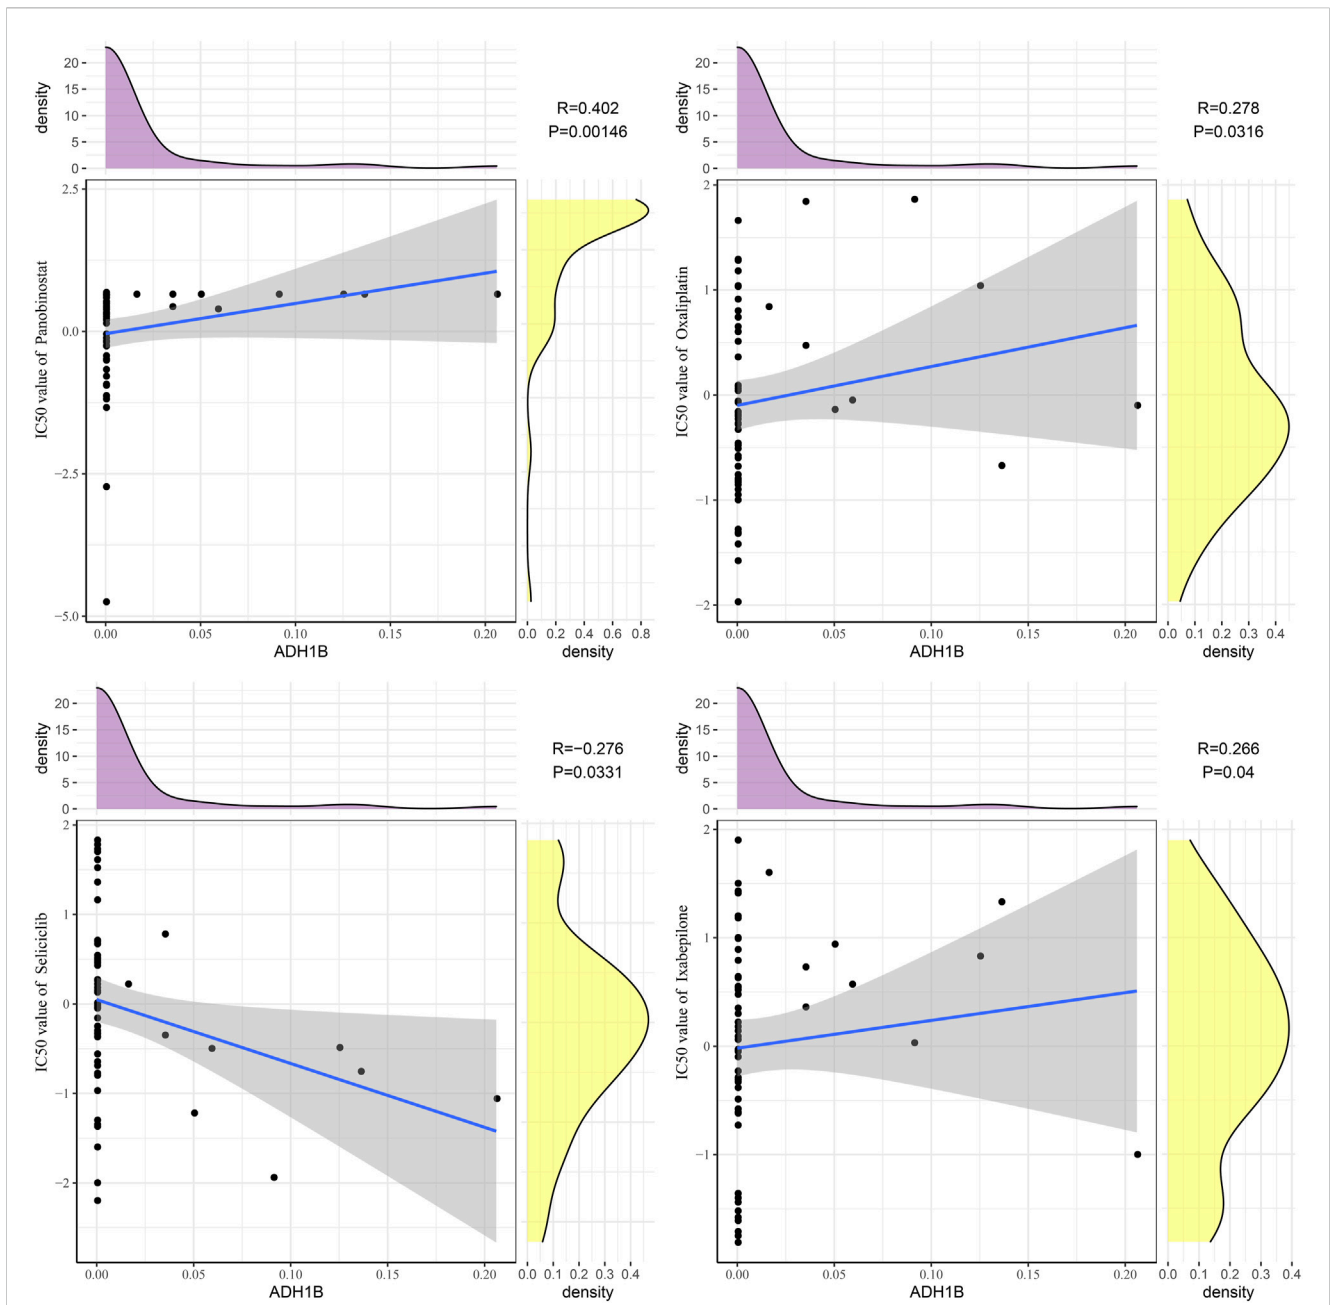 density
20
15
10
5
0
R=0.402
P=0.00146
IC50 value of Panobinostat
2.5
0.0
−2.5
−5.0
0.00 0.05 0.10 0.15 0.20
ADH1B
0.0 0.2 0.4 0.6 0.8
density
density
20
15
10
5
0
R=0.278
P=0.0316
IC50 value of Oxaliplatin
2
1
0
−1
−2
0.00 0.05 0.10 0.15 0.20
ADH1B
0.0 0.1 0.2 0.3 0.4
density
density
20
15
10
5
0
R=−0.276
P=0.0331
IC50 value of Seliciclib
2
1
0
−1
−2
0.00 0.05 0.10 0.15 0.20
ADH1B
0.0 0.1 0.2 0.3 0.4
density
density
20
15
10
5
0
R=0.266
P=0.04
IC50 value of Ixabepilone
2
1
0
−1
0.00 0.05 0.10 0.15 0.20
ADH1B
0.0 0.1 0.2 0.3 0.4
density